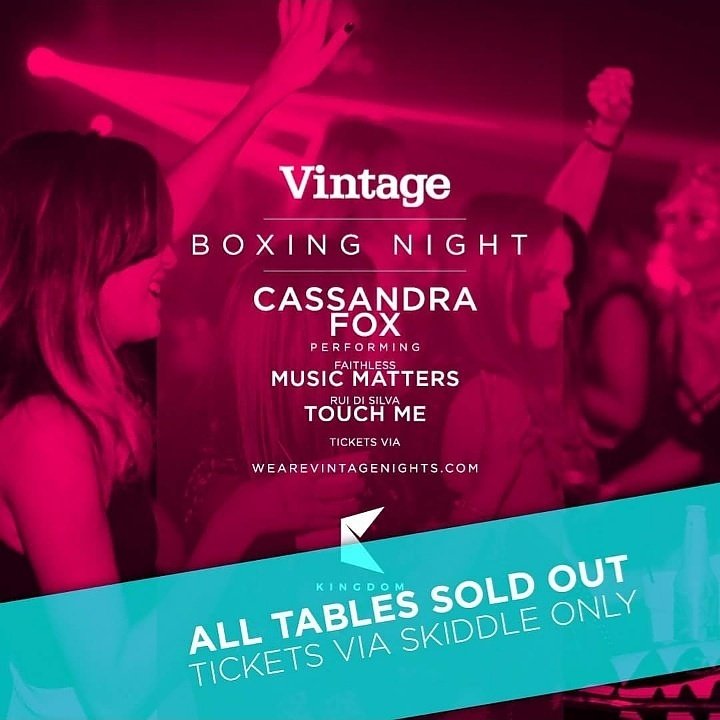 Vintage
BOXING NIGHT
CASSANDRA
FOX
PERFORMING
FAITHLESS
MUSIC MATTERS
RUI DI SILVA
TOUCH ME
TICKETS VIA
WEAREVINTAGENIGHTS.COM
KINGDOM
ALL TABLES SOLD OUT
TICKETS VIA SKIDDLE ONLY